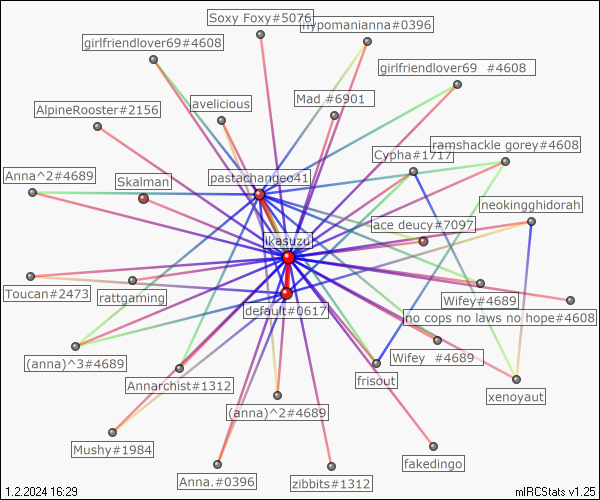 Soxy Foxy#5076
hypomanianna#0396
girlfriendlover69#4608
girlfriendlover69 #4608
avelicious
Mad #6901
AlpineRooster#2156
ramshackle gorey#4608
Cypha#1717
Anna^2#4689
Skalman
pastachangeo41
neokingghidorah
ace deucy#7097
ikasuzu
Toucan#2473
rattgaming
Wifey#4689
default#0617
no cops no laws no hope#4608
(anna)^3#4689
Wifey #4689
Annarchist#1312
frisout
xenoyaut
(anna)^2#4689
Mushy#1984
fakedingo
Anna.#0396
zibbits#1312
1.2.2024 16:29
mIRCStats v1.25